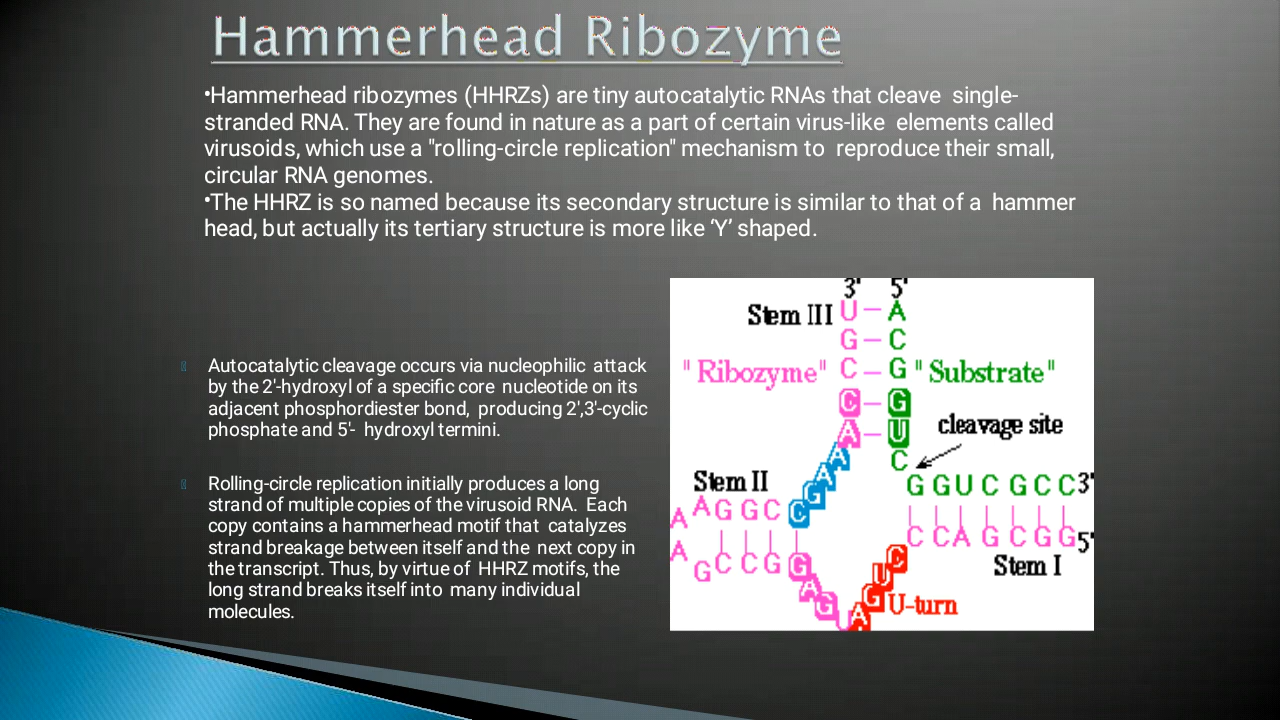 Hammerhead Ribozyme
•Hammerhead ribozymes (HHRZs) are tiny autocatalytic RNAs that cleave single-
stranded RNA. They are found in nature as a part of certain virus-like elements called
virusoids, which use a "rolling-circle replication" mechanism to reproduce their small,
circular RNA genomes.
•The HHRZ is so named because its secondary structure is similar to that of a hammer
head, but actually its tertiary structure is more like ‘Y’ shaped.
Autocatalytic cleavage occurs via nucleophilic attack
by the 2'-hydroxyl of a specific core nucleotide on its
adjacent phosphordiester bond, producing 2',3'-cyclic
phosphate and 5'- hydroxyl termini.
Rolling-circle replication initially produces a long
strand of multiple copies of the virusoid RNA. Each
copy contains a hammerhead motif that catalyzes
strand breakage between itself and the next copy in
the transcript. Thus, by virtue of HHRZ motifs, the
long strand breaks itself into many individual
molecules.
3' 5'
Stem III U – A
G – C
"Ribozyme" C – G "Substrate"
C – G
A – U
cleavage site
C
A
A
G
C
Stem II
A A G G C
G G U C G C C 3'
C C A G C G G 5'
A G C C G
Stem I
G
A
G
U
A
G
U
C
U-turn